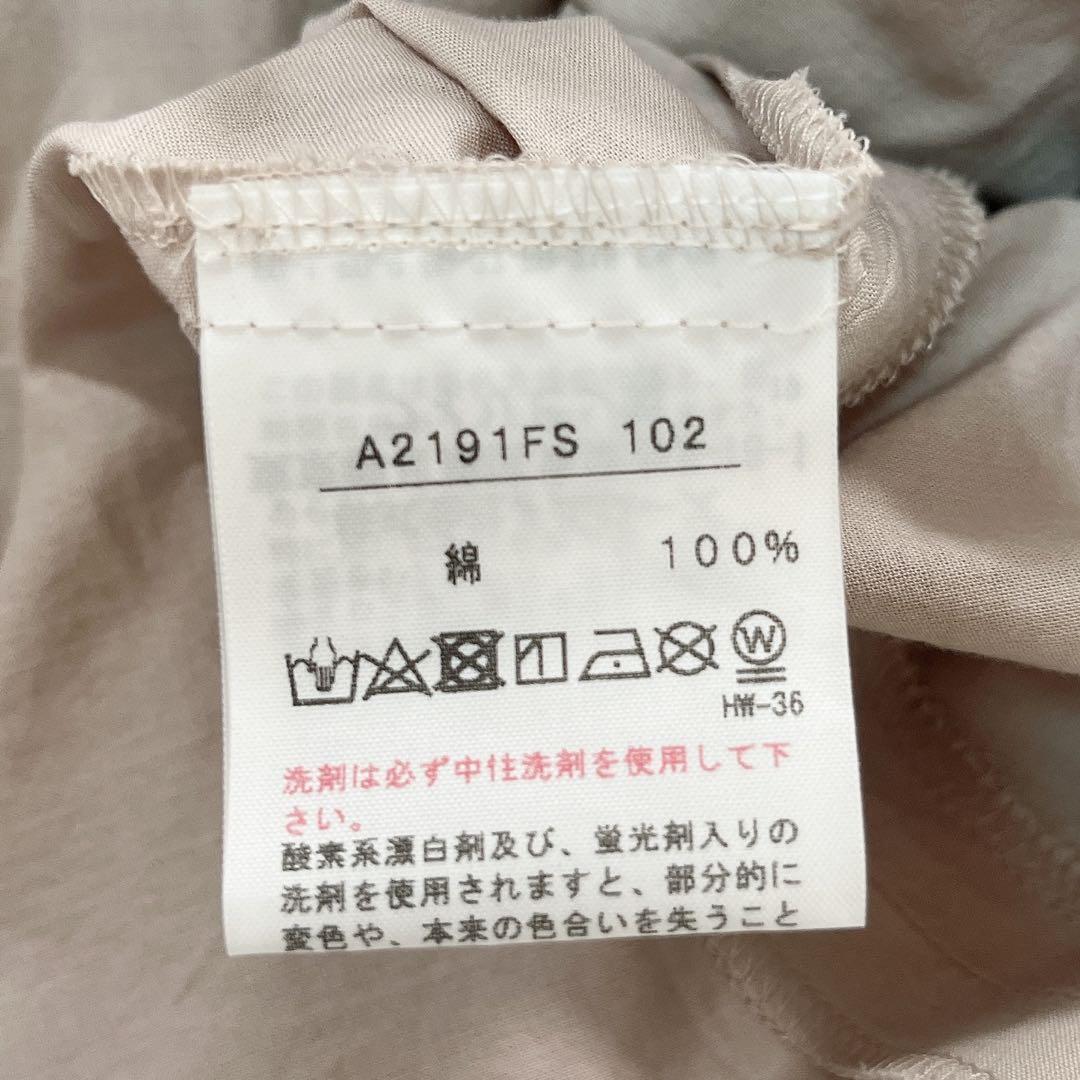 A2191FS 102
綿 100%
W
HW-36
洗剤は必ず中性洗剤を使用して下
さい。
酸素系漂白剤及び、蛍光剤入りの
洗剤を使用されますと、部分的に
変色や、本来の色合いを失うこと